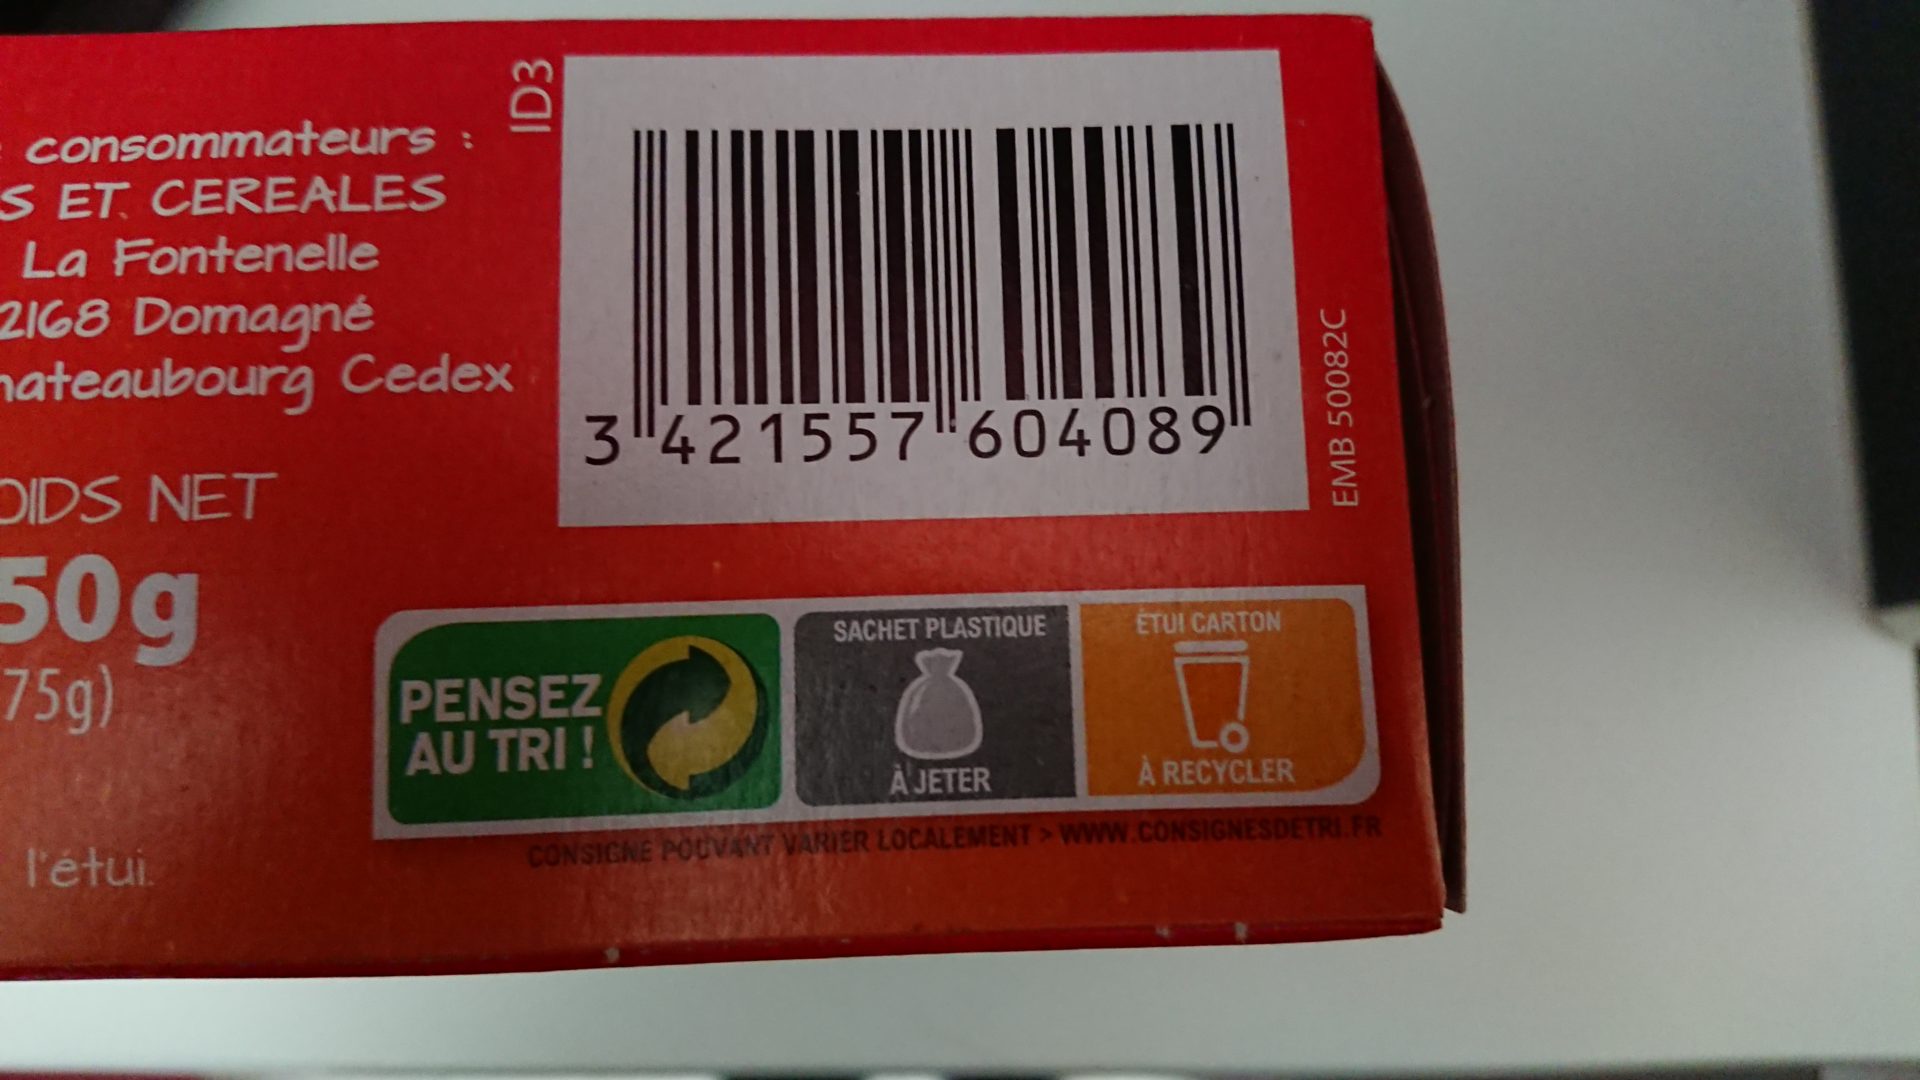 consommateurs :
S ET CEREALES
La Fontenelle
2168 Domagné
hateaubourg Cedex
OIDS NET
50g
75g)
l'étui.
ID3
3 421557 604089
EMB 50082C
PENSEZ
AU TRI !
SACHET PLASTIQUE
À JETER
ÉTUI CARTON
À RECYCLER
CONSIGNE POUVANT VARIER LOCALEMENT > WWW.CONSIGNESDETRI.FR